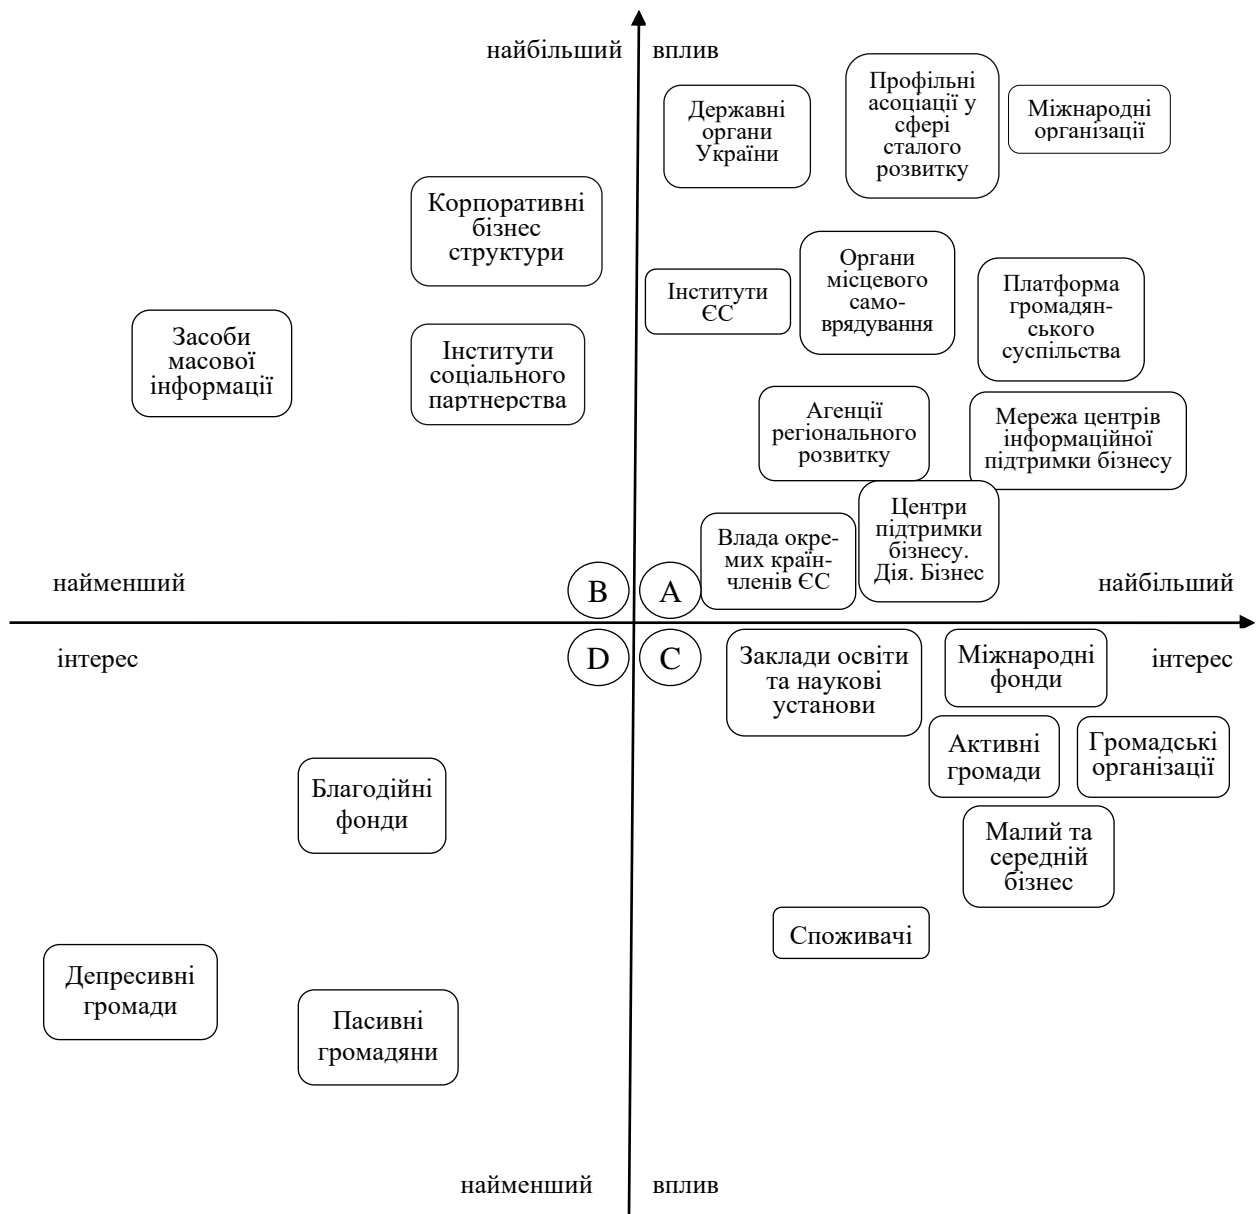 найбільший вплив
Державні
органи
України
Профільні
асоціації у
сфері
сталого
розвитку
Міжнародні
організації
Корпоративні
бізнес
структури
Інститути
ЄС
Органи
місцевого
само-
врядування
Платформа
громадян-
ського
суспільства
Засоби
масової
інформації
Інститути
соціального
партнерства
Агенції
регіонального
розвитку
Мережа центрів
інформаційної
підтримки бізнесу
Влада окре-
мих країн-
членів ЄС
Центри
підтримки
бізнесу.
Дія. Бізнес
найменший
B
A
найбільший
інтерес
D
C
Заклади освіти
та наукові
установи
Міжнародні
фонди
інтерес
Активні
громади
Громадські
організації
Благодійні
фонди
Малий та
середній
бізнес
Споживачі
Депресивні
громади
Пасивні
громадяни
найменший вплив